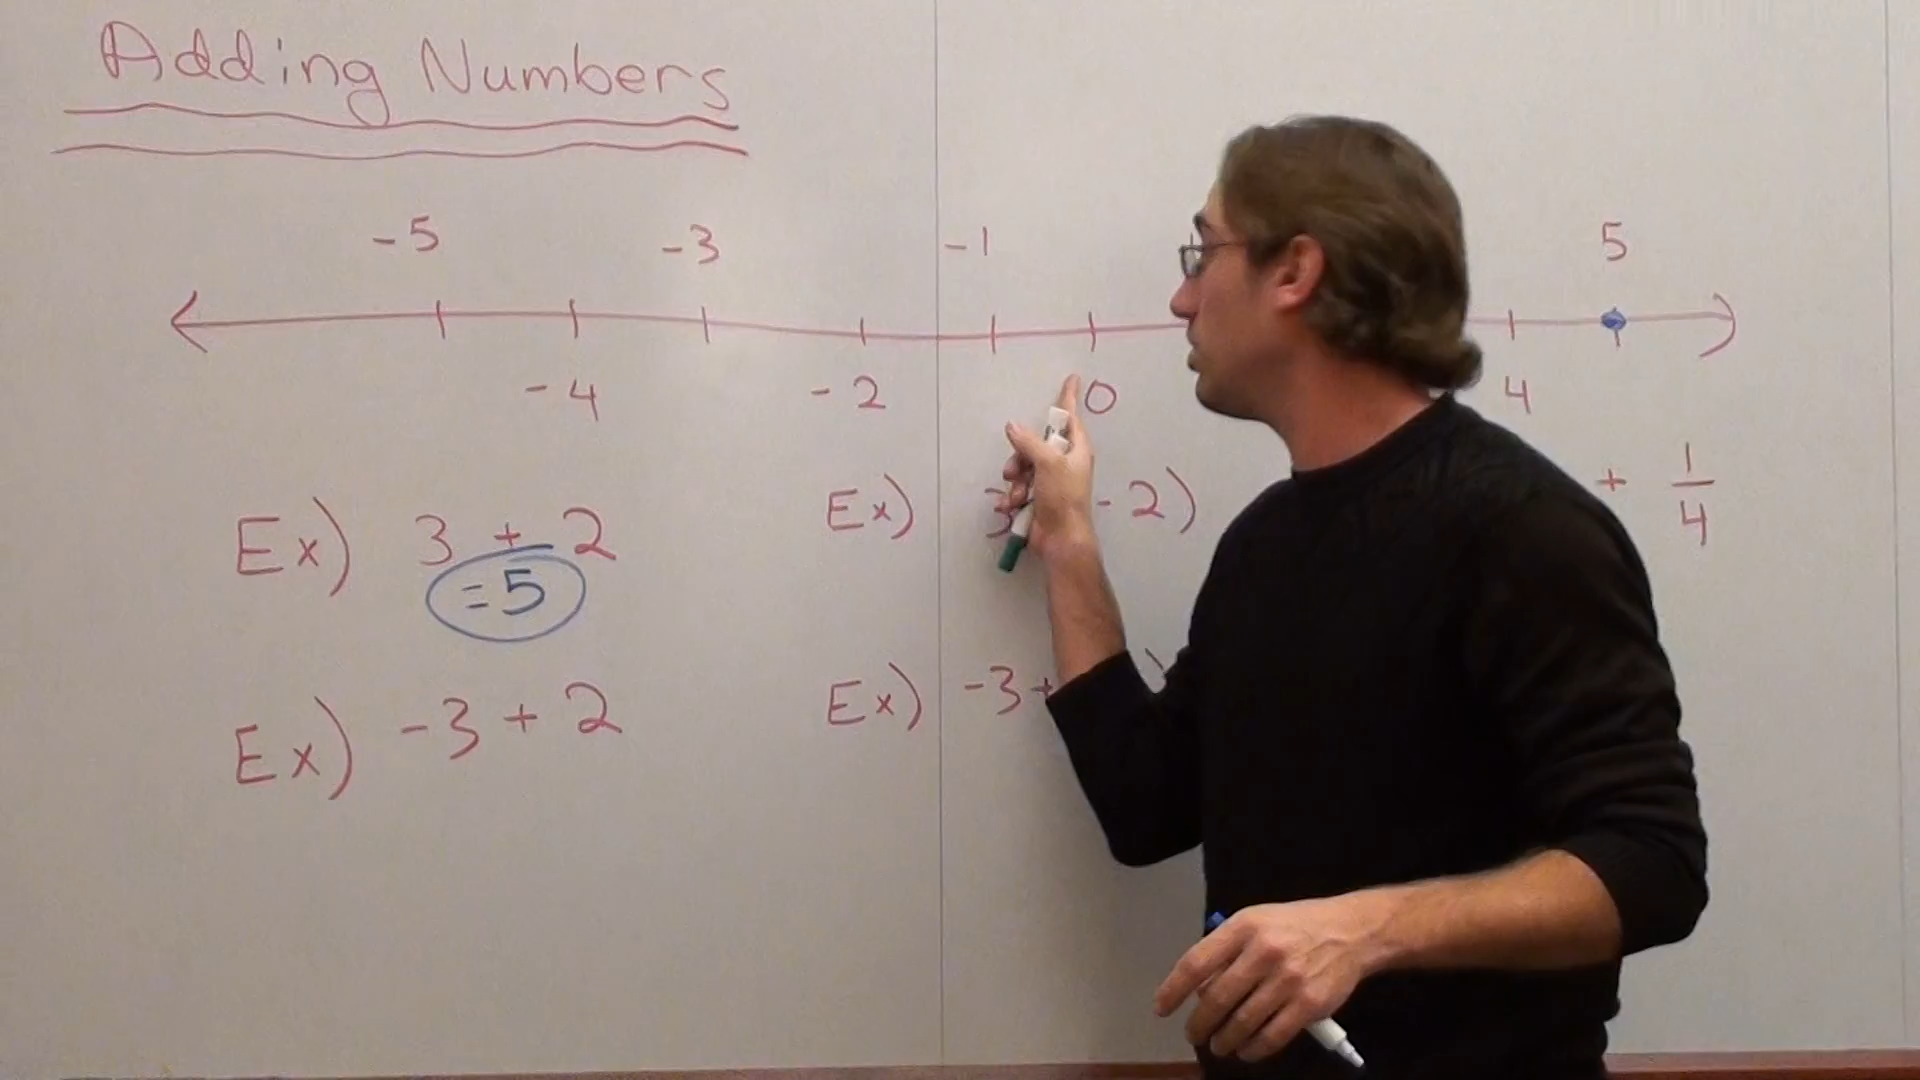 Adding Numbers
-5 -3 -1 5
-4 -2 0 4
Ex) 3 + 2
= 5
Ex) 3 -2)
+ 1/4
Ex) -3 + 2
Ex) -3+ )